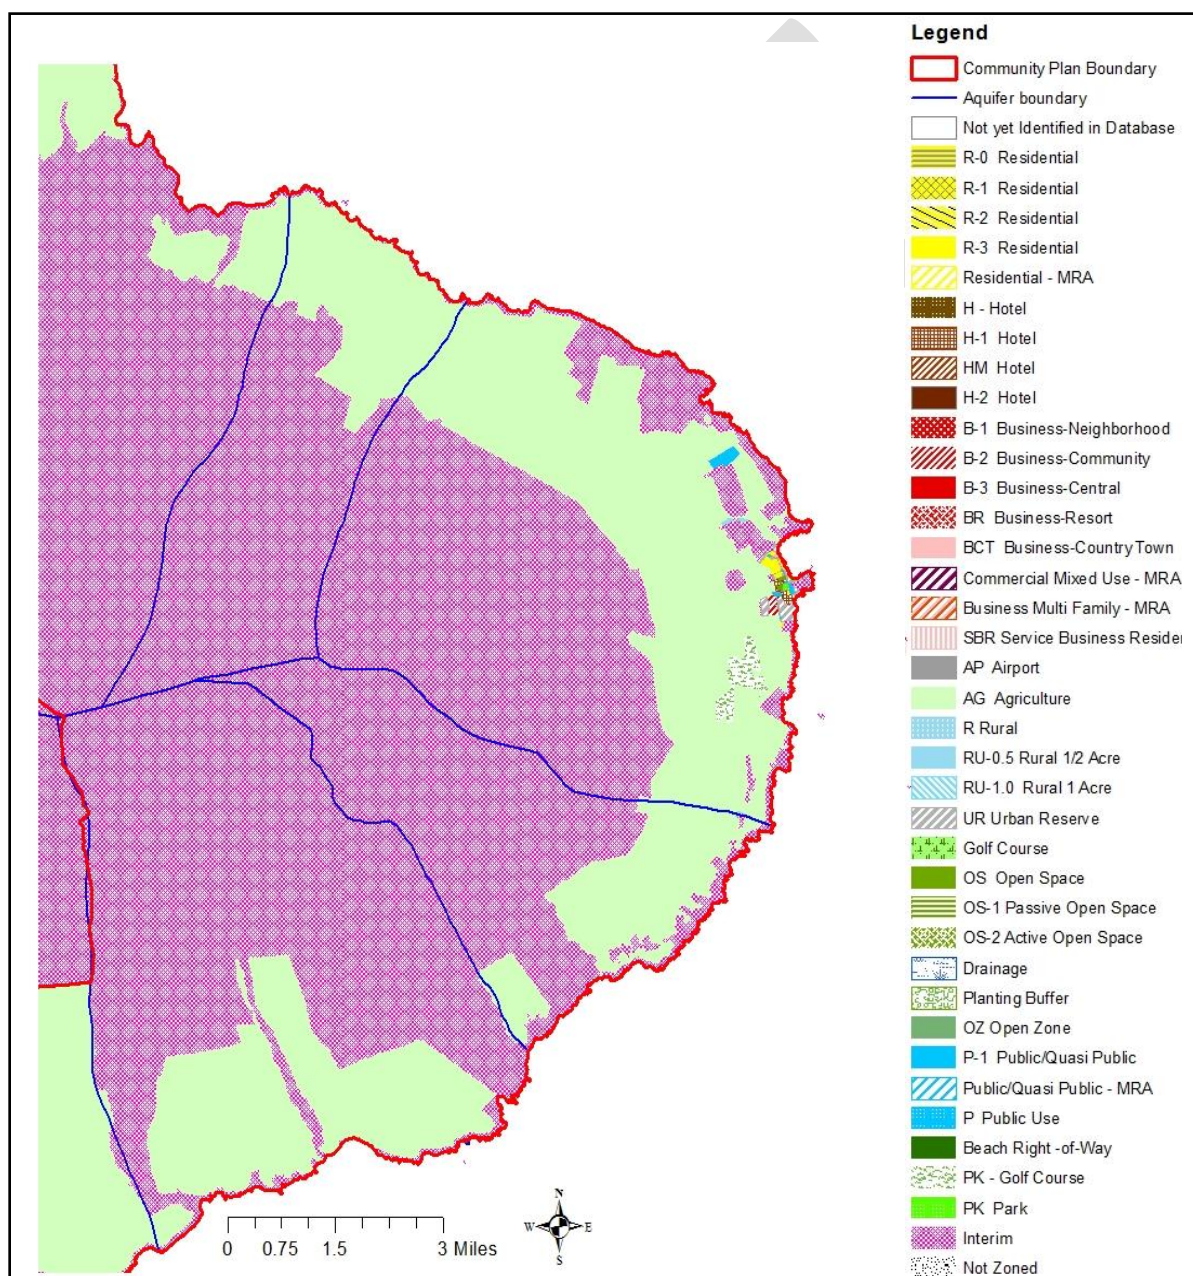 Legend
Community Plan Boundary
Aquifer boundary
Not yet Identified in Database
R-0 Residential
R-1 Residential
R-2 Residential
R-3 Residential
Residential - MRA
H - Hotel
H-1 Hotel
HM Hotel
H-2 Hotel
B-1 Business-Neighborhood
B-2 Business-Community
B-3 Business-Central
BR Business-Resort
BCT Business-Country Town
Commercial Mixed Use - MRA
Business Multi Family - MRA
SBR Service Business Reside
AP Airport
AG Agriculture
R Rural
RU-0.5 Rural 1/2 Acre
RU-1.0 Rural 1 Acre
UR Urban Reserve
Golf Course
OS Open Space
OS-1 Passive Open Space
OS-2 Active Open Space
Drainage
Planting Buffer
OZ Open Zone
P-1 Public/Quasi Public
Public/Quasi Public - MRA
P Public Use
Beach Right -of-Way
PK - Golf Course
PK Park
Interim
Not Zoned
N
W E
S
0 0.75 1.5 3 Miles